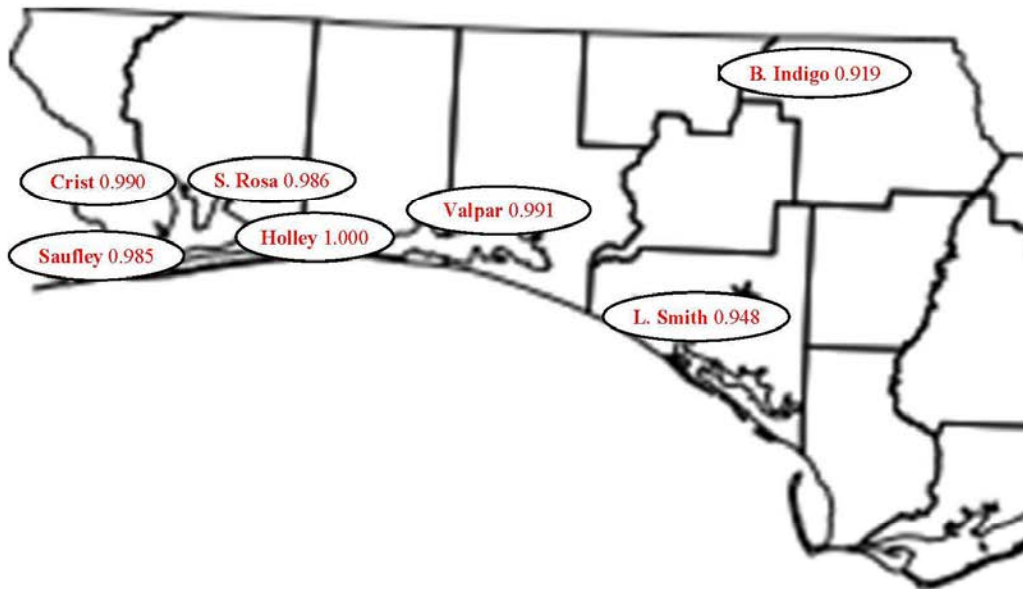 B. Indigo 0.919
Crist 0.990
S. Rosa 0.986
Valpar 0.991
Holley 1.000
Saufley 0.985
L. Smith 0.948